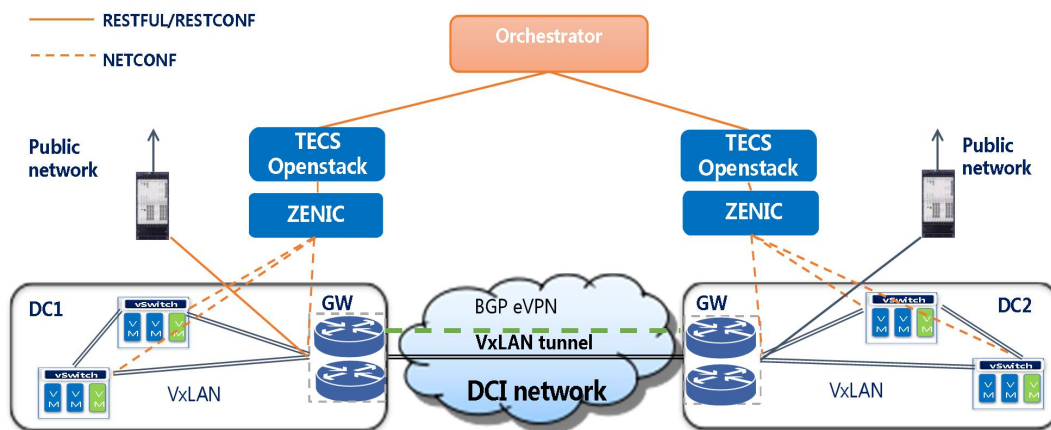 RESTFUL/RESTCONF
NETCONF
Orchestrator
Public
network
TECS
Openstack
ZENIC
TECS
Openstack
ZENIC
Public
network
DC1
vSwitch
V M V M V M
vSwitch
V M V M V M
VxLAN
GW
BGP eVPN
VxLAN tunnel
DCI network
GW
vSwitch
V M V M V M
DC2
vSwitch
V M V M V M
VxLAN